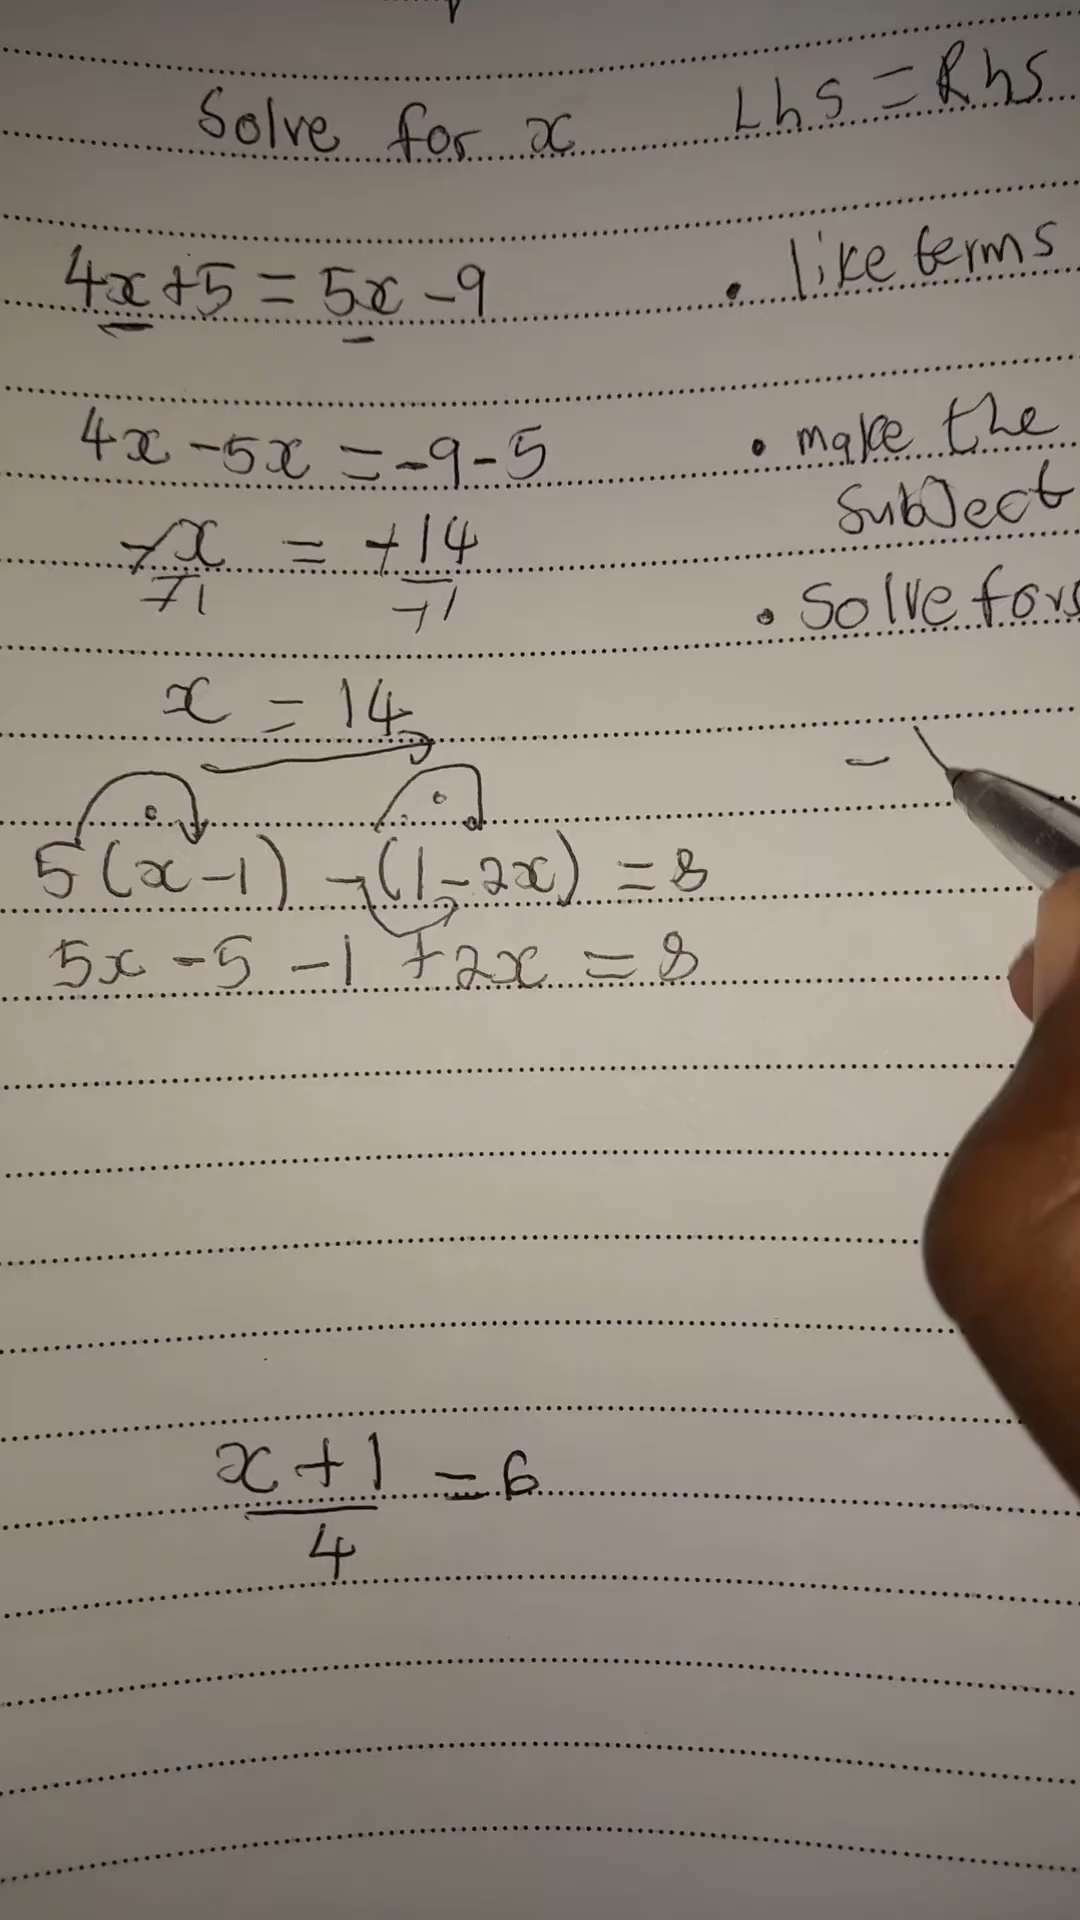 Solve for x Lhs = Rhs
4x + 5 = 5x - 9 • like terms
4x - 5x = -9 - 5 • make the
subject
-x = -14
-1 -1
• Solve for
x = 14
-
5(x - 1) - (1 - 2x) = 8
5x - 5 - 1 + 2x = 8
x + 1 = 6
4